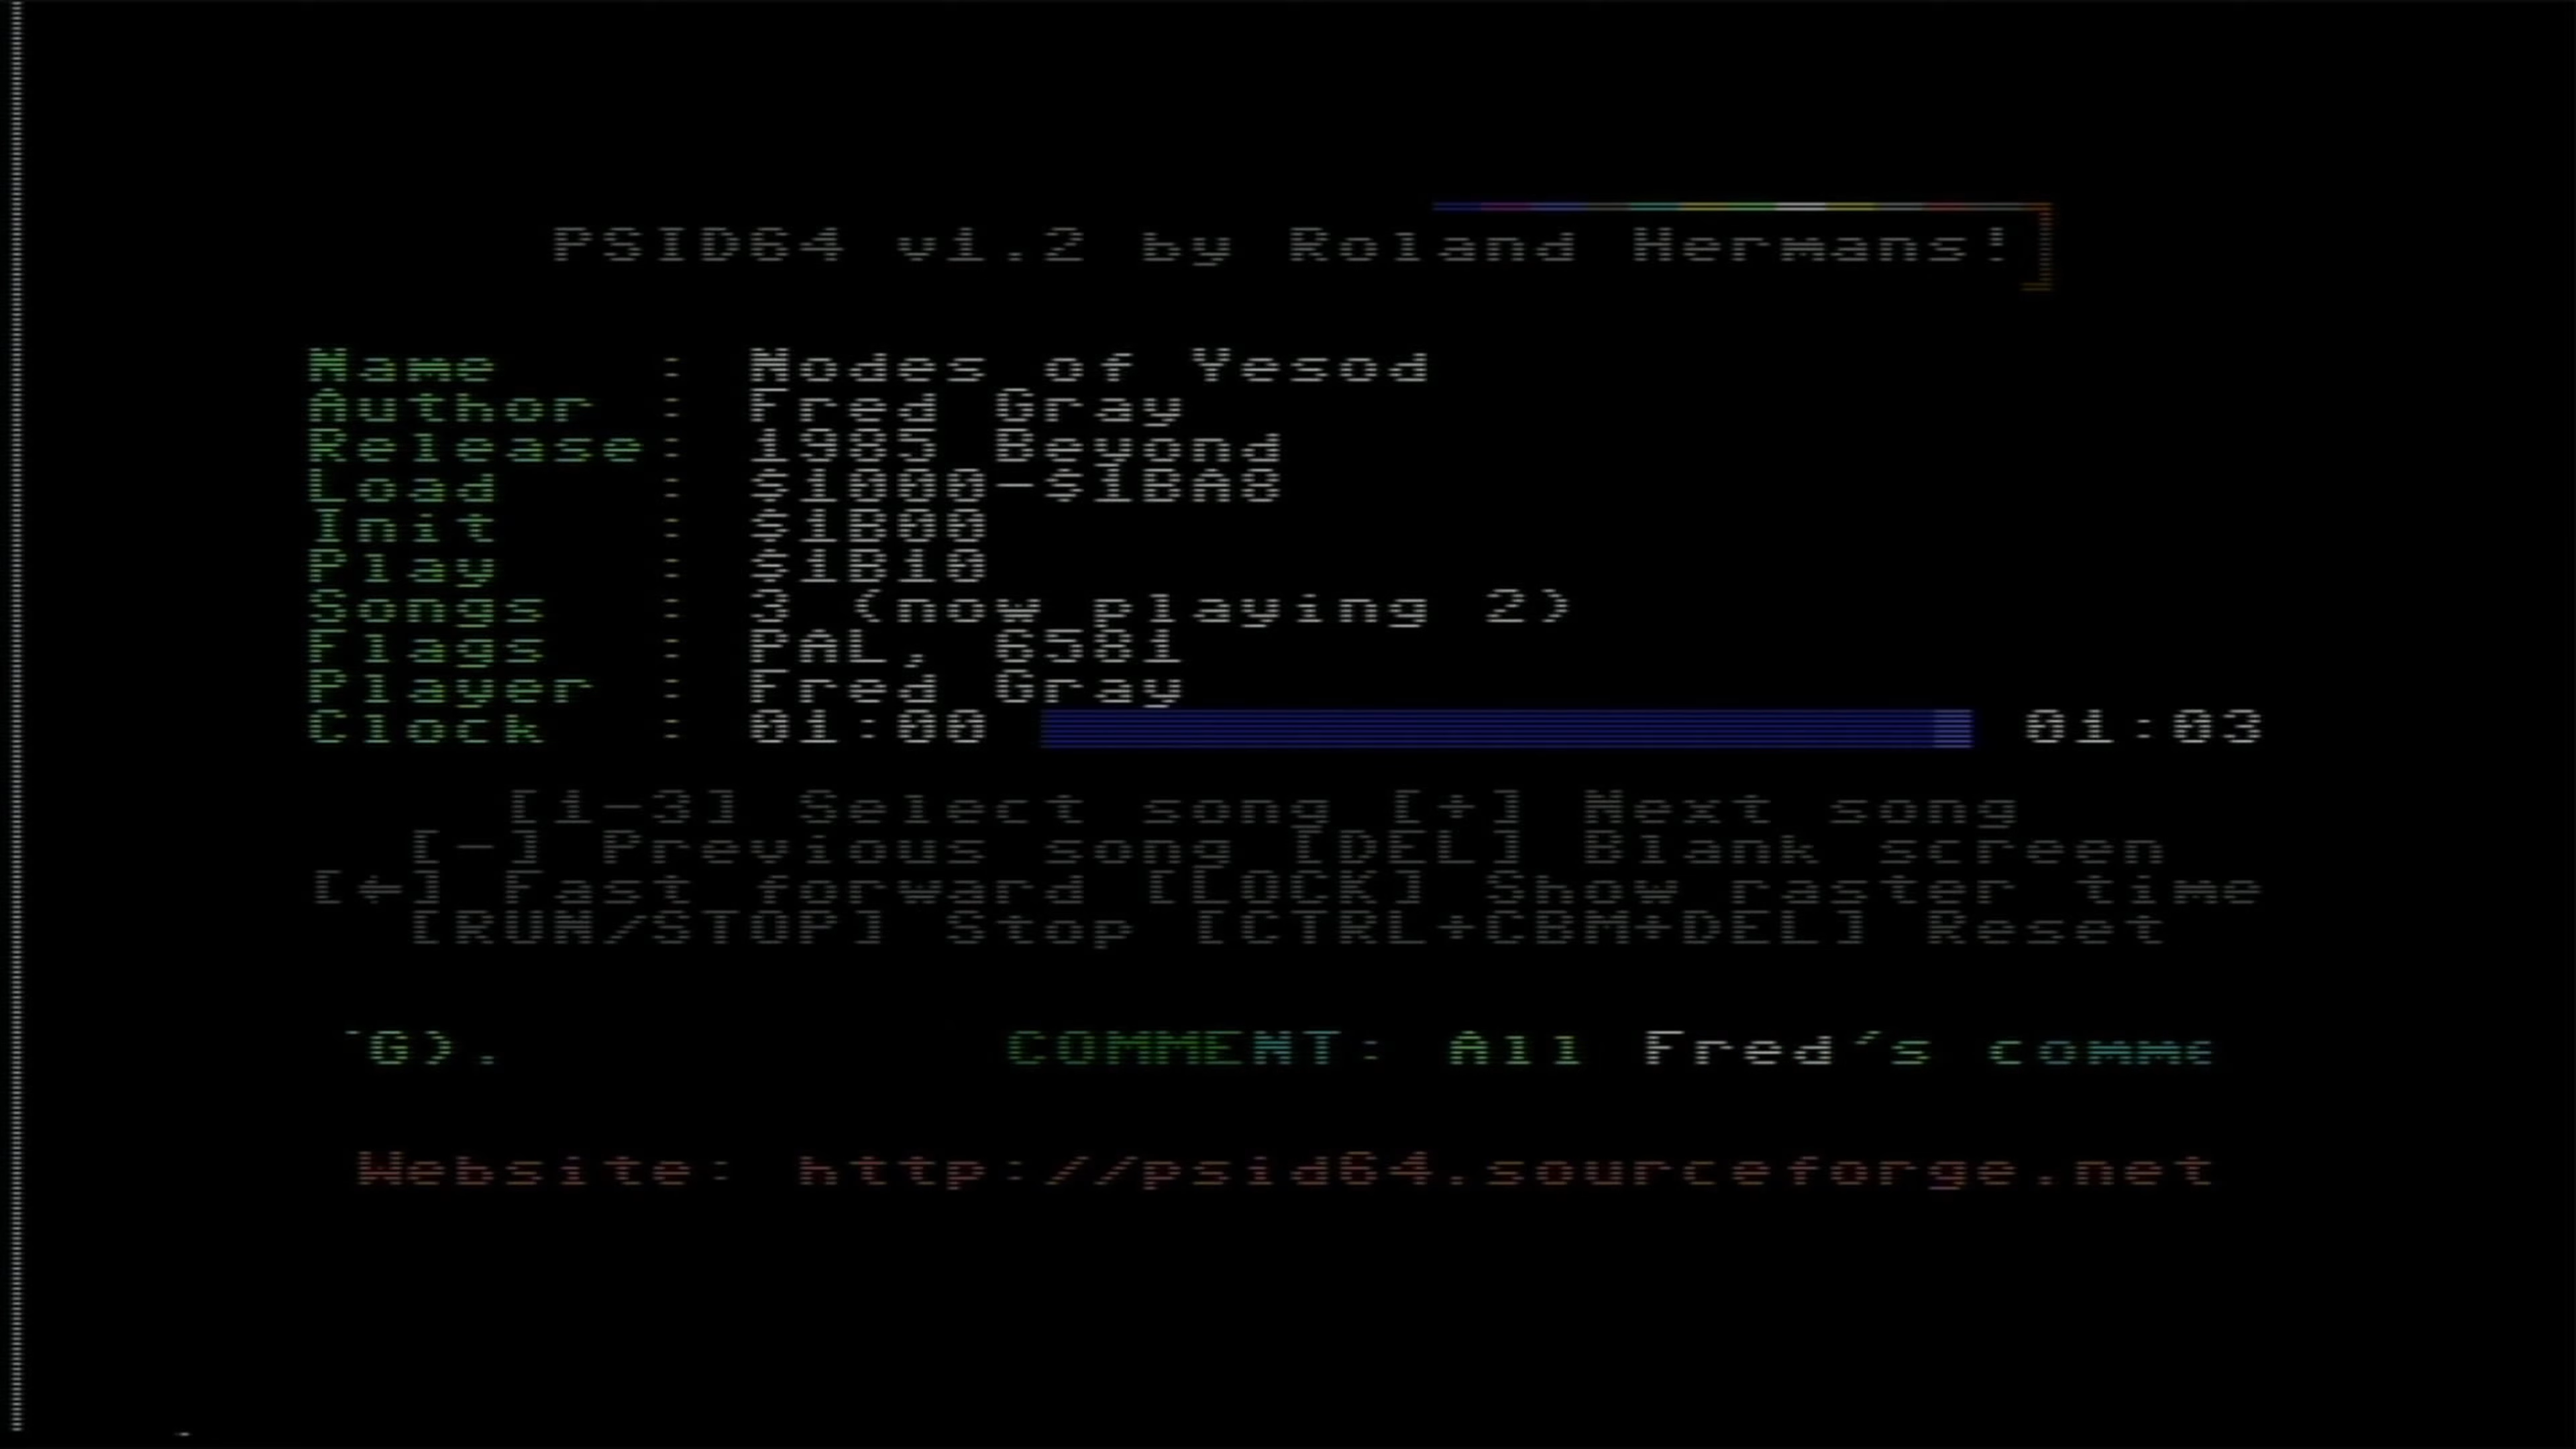 PSID64 v1.2 by Roland Hermans!
Name : Nodes of Yesod
Author : Fred Gray
Release : 1985 Beyond
Load : $1000-$1BA8
Init : $1B00
Play : $1B10
Songs : 3 (now playing 2)
Flags : PAL, 6581
Player : Fred Gray
Clock : 01:00 01:03
[1-3] Select song [+] Next song
[-] Previous song [DEL] Blank screen
[←] Fast forward [LOCK] Show raster time
[RUN/STOP] Stop [CTRL+CBM+DEL] Reset
G). COMMENT: All Fred's comme
Website: http://psid64.sourceforge.net